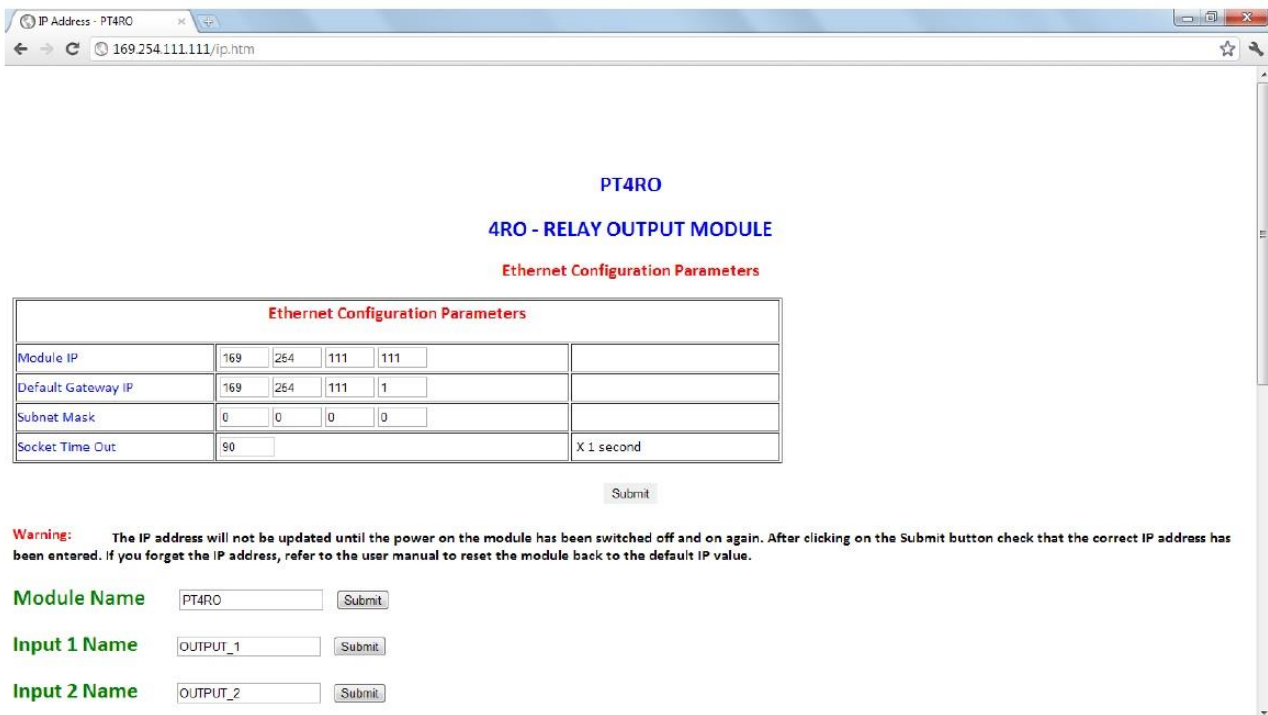 IP Address - PT4RO
169.254.111.111/ip.htm
PT4RO
4RO - RELAY OUTPUT MODULE
Ethernet Configuration Parameters
Ethernet Configuration Parameters
Module IP 169 254 111 111
Default Gateway IP 169 254 111 1
Subnet Mask 0 0 0 0
Socket Time Out 90 X 1 second
Submit
Warning: The IP address will not be updated until the power on the module has been switched off and on again. After clicking on the Submit button check that the correct IP address has
been entered. If you forget the IP address, refer to the user manual to reset the module back to the default IP value.
Module Name PT4RO Submit
Input 1 Name OUTPUT_1 Submit
Input 2 Name OUTPUT_2 Submit